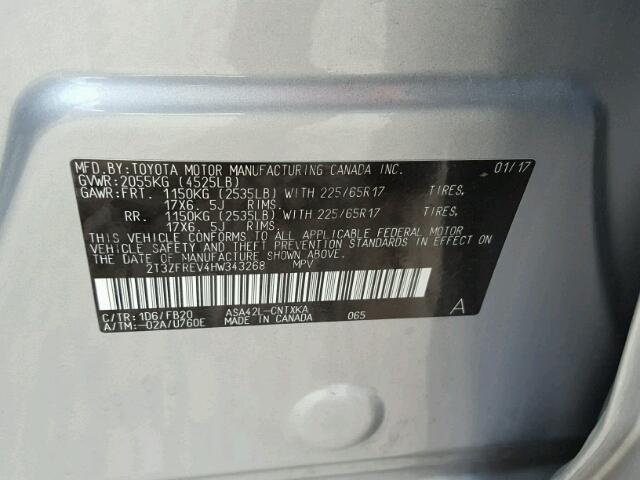 MFD. BY: TOYOTA MOTOR MANUFACTURING CANADA INC. 01/17
GVWR: 2055KG (4525LB)
GAWR: FRT. 1150KG (2535LB) WITH 225/65R17 TIRES,
17X6. 5J RIMS.
RR. 1150KG (2535LB) WITH 225/65R17 TIRES,
17X6. 5J RIMS.
THIS VEHICLE CONFORMS TO ALL APPLICABLE FEDERAL MOTOR
VEHICLE SAFETY AND THEFT PREVENTION STANDARDS IN EFFECT ON
THE DATE OF MANUFACTURE SHOWN ABOVE.
2T3ZFREV4HW343268 MPV
C/TR: 1D6/FB20 ASA42L-CNTXKA A
A/TM:-02A/U760E MADE IN CANADA 065